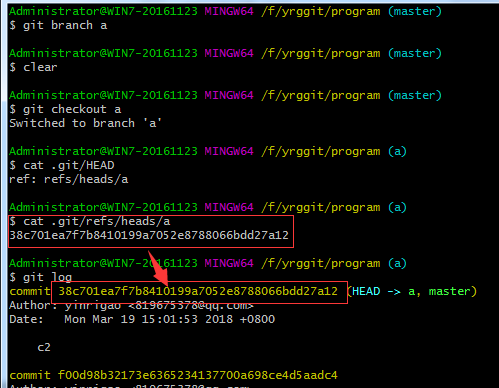 Administrator@WIN7-20161123 MINGW64 /f/yrggit/program (master)
$ git branch a
Administrator@WIN7-20161123 MINGW64 /f/yrggit/program (master)
$ clear
Administrator@WIN7-20161123 MINGW64 /f/yrggit/program (master)
$ git checkout a
Switched to branch 'a'
Administrator@WIN7-20161123 MINGW64 /f/yrggit/program (a)
$ cat .git/HEAD
ref: refs/heads/a
Administrator@WIN7-20161123 MINGW64 /f/yrggit/program (a)
$ cat .git/refs/heads/a
38c701ea7f7b8410199a7052e8788066bdd27a12
Administrator@WIN7-20161123 MINGW64 /f/yrggit/program (a)
$ git log
commit 38c701ea7f7b8410199a7052e8788066bdd27a12 (HEAD -> a, master)
Author: yinrigao <819675378@qq.com>
Date: Mon Mar 19 15:01:53 2018 +0800
c2
commit f00d98b32173e6365234137700a698ce4d5aadc4